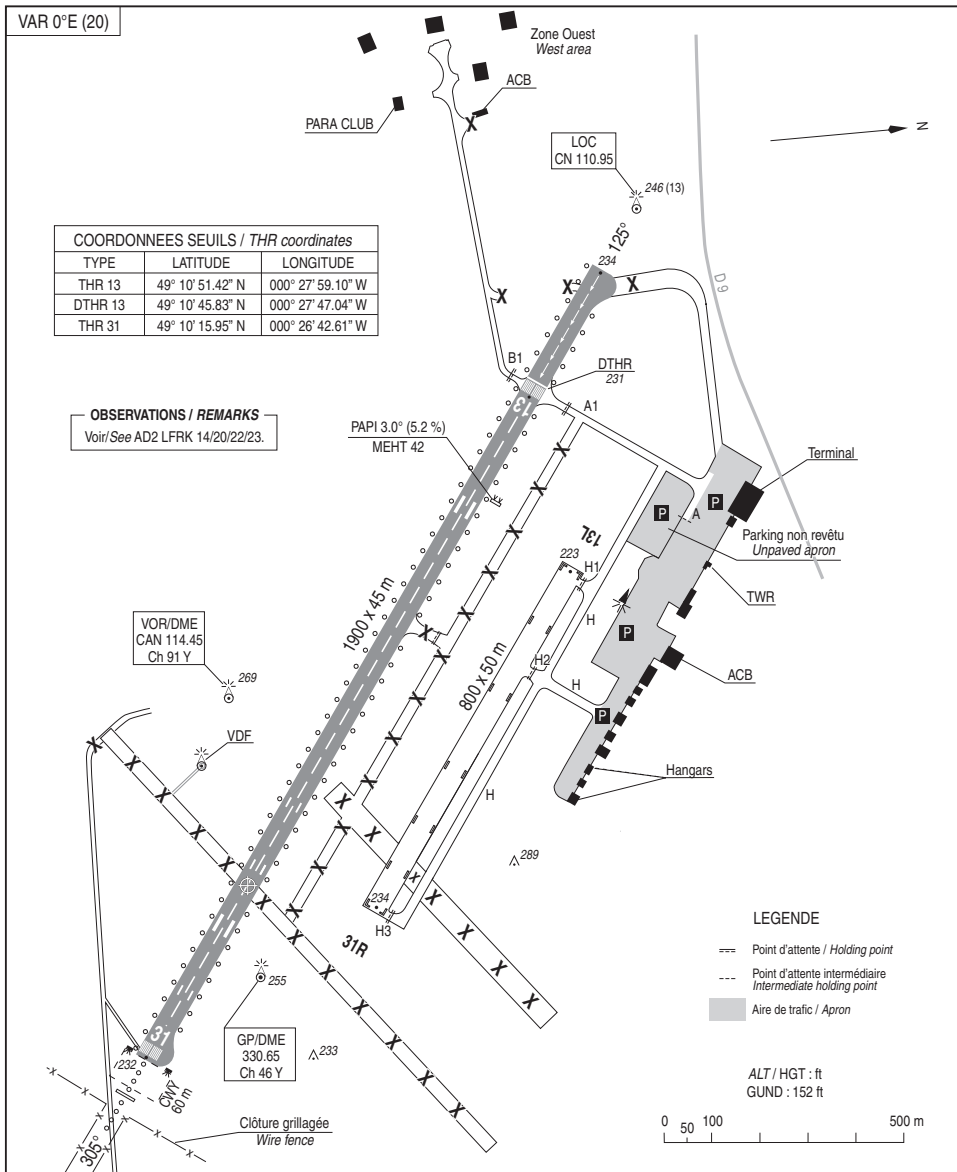 VAR 0°E (20)
Zone Ouest
West area
ACB
PARA CLUB
N
LOC
CN 110.95
246 (13)
125°
234
D 9
COORDONNEES SEUILS / THR coordinates
TYPE LATITUDE LONGITUDE
THR 13 49° 10' 51.42" N 000° 27' 59.10" W
DTHR 13 49° 10' 45.83" N 000° 27' 47.04" W
THR 31 49° 10' 15.95" N 000° 26' 42.61" W
B1
DTHR
231
13
A1
OBSERVATIONS / REMARKS
Voir/See AD2 LFRK 14/20/22/23.
PAPI 3.0° (5.2 %)
MEHT 42
Terminal
P
P
A
Parking non revêtu
Unpaved apron
13L
223
H1
TWR
H
P
1900 x 45 m
800 x 50 m
H2
ACB
H
VOR/DME
CAN 114.45
Ch 91 Y
269
P
VDF
Hangars
H
289
234
H3
31R
LEGENDE
Point d'attente / Holding point
Point d'attente intermédiaire
Intermediate holding point
Aire de trafic / Apron
255
GP/DME
330.65
Ch 46 Y
233
31
232
CWY
60 m
305°
Clôture grillagée
Wire fence
ALT / HGT : ft
GUND : 152 ft
0 50 100 500 m